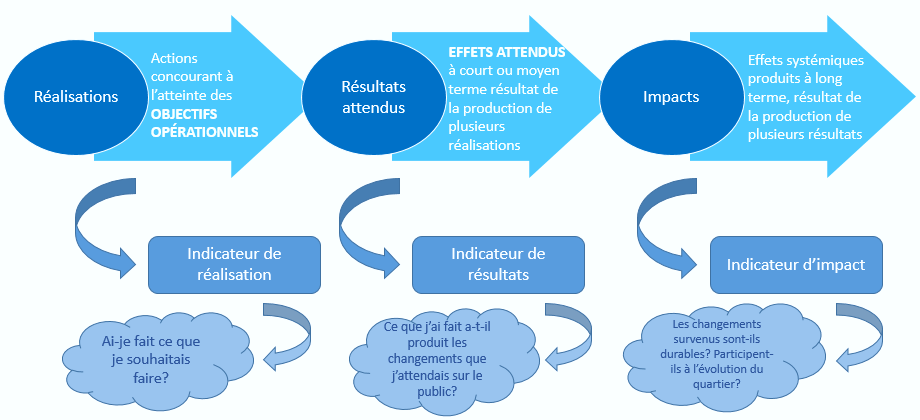 Réalisations
Actions
concourant à
l'atteinte des
OBJECTIFS
OPÉRATIONNELS
Résultats
attendus
EFFETS ATTENDUS
à court ou moyen
terme résultat de
la production de
plusieurs
réalisations
Impacts
Effets systémiques
produits à long
terme, résultat de
la production de
plusieurs résultats
Indicateur de
réalisation
Indicateur de
résultats
Indicateur d'impact
Ai-je fait ce que
je souhaitais
faire?
Ce que j'ai fait a-t-il
produit les
changements que
j'attendais sur le
public?
Les changements
survenus sont-ils
durables? Participent-
ils à l'évolution du
quartier?